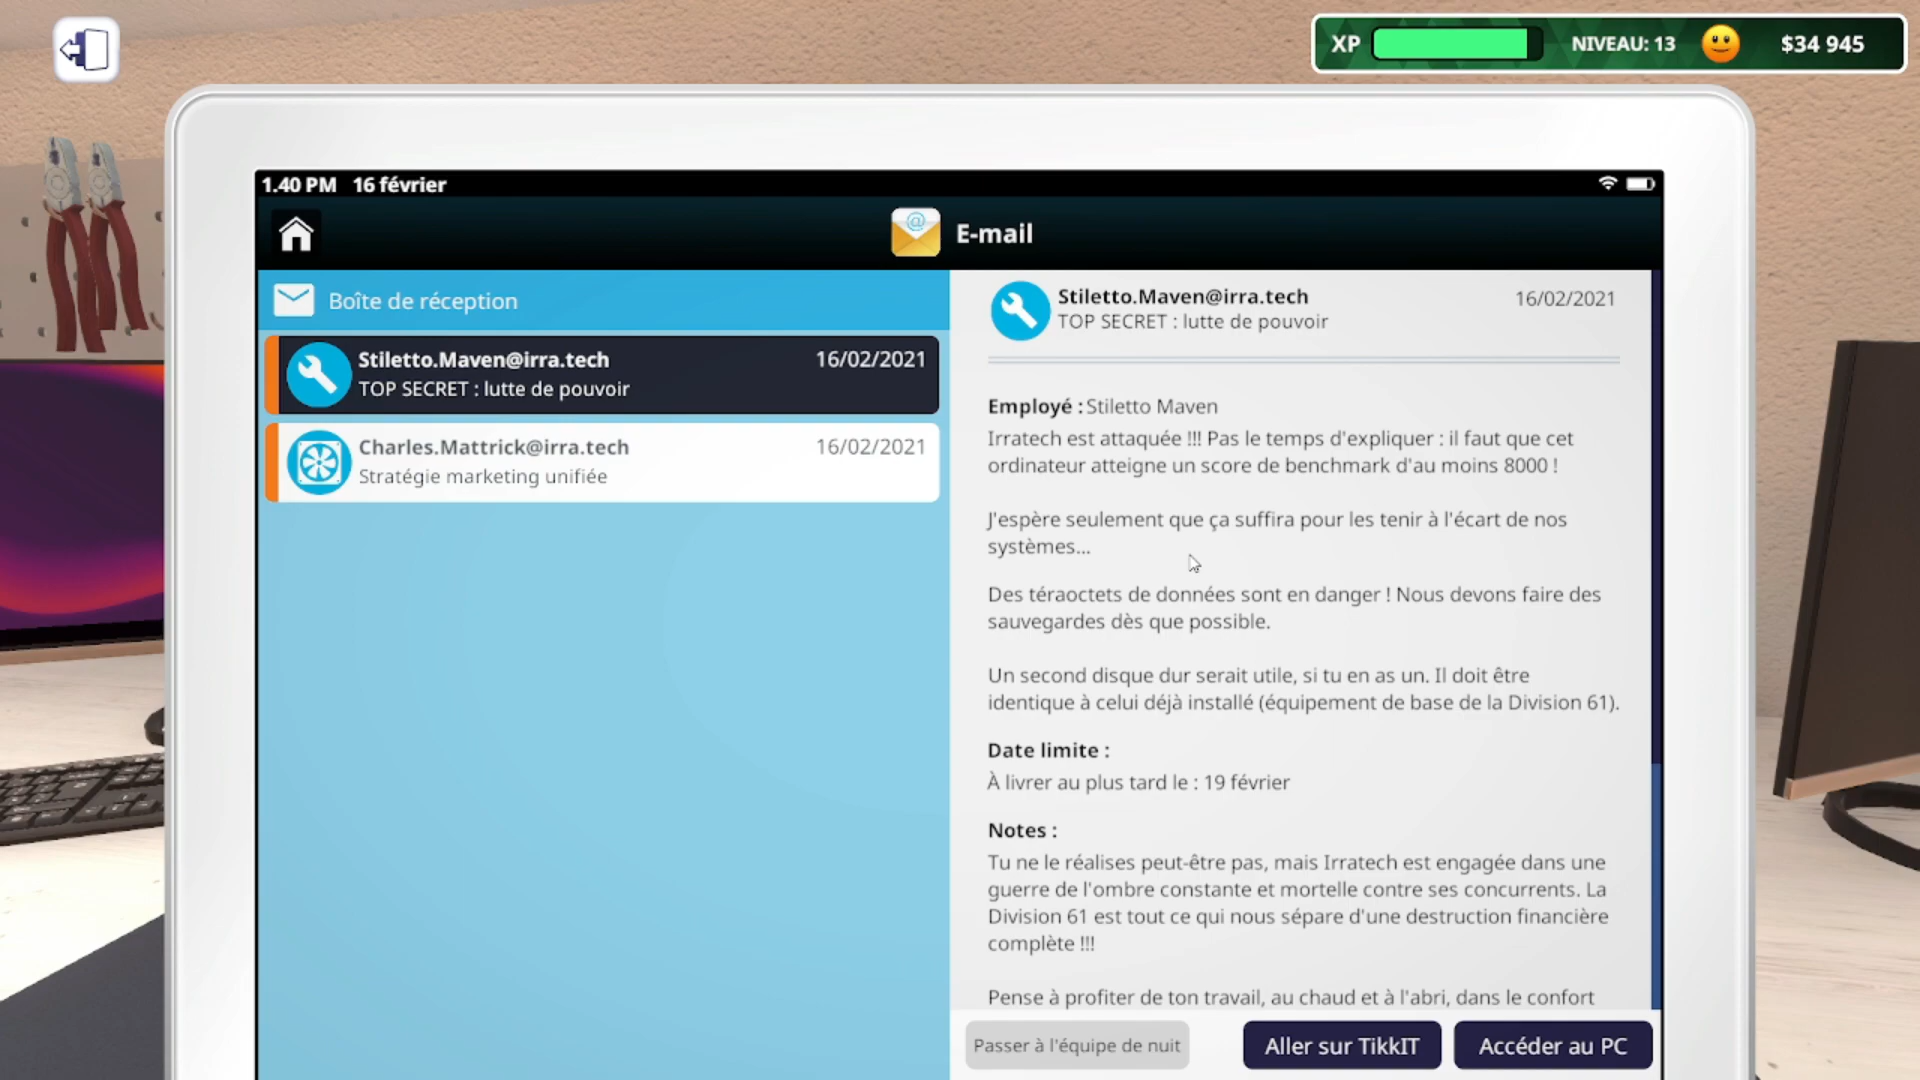 XP
NIVEAU: 13
$34 945
1.40 PM 16 février
E-mail
Boîte de réception
Stiletto.Maven@irra.tech
16/02/2021
TOP SECRET : lutte de pouvoir
Charles.Mattrick@irra.tech
16/02/2021
Stratégie marketing unifiée
Stiletto.Maven@irra.tech
16/02/2021
TOP SECRET : lutte de pouvoir
Employé : Stiletto Maven
Irratech est attaquée !!! Pas le temps d'expliquer : il faut que cet
ordinateur atteigne un score de benchmark d'au moins 8000 !
J'espère seulement que ça suffira pour les tenir à l'écart de nos
systèmes...
Des téraoctets de données sont en danger ! Nous devons faire des
sauvegardes dès que possible.
Un second disque dur serait utile, si tu en as un. Il doit être
identique à celui déjà installé (équipement de base de la Division 61).
Date limite :
À livrer au plus tard le : 19 février
Notes :
Tu ne le réalises peut-être pas, mais Irratech est engagée dans une
guerre de l'ombre constante et mortelle contre ses concurrents. La
Division 61 est tout ce qui nous sépare d'une destruction financière
complète !!!
Pense à profiter de ton travail, au chaud et à l'abri, dans le confort
Passer à l'équipe de nuit
Aller sur TikkIT
Accéder au PC